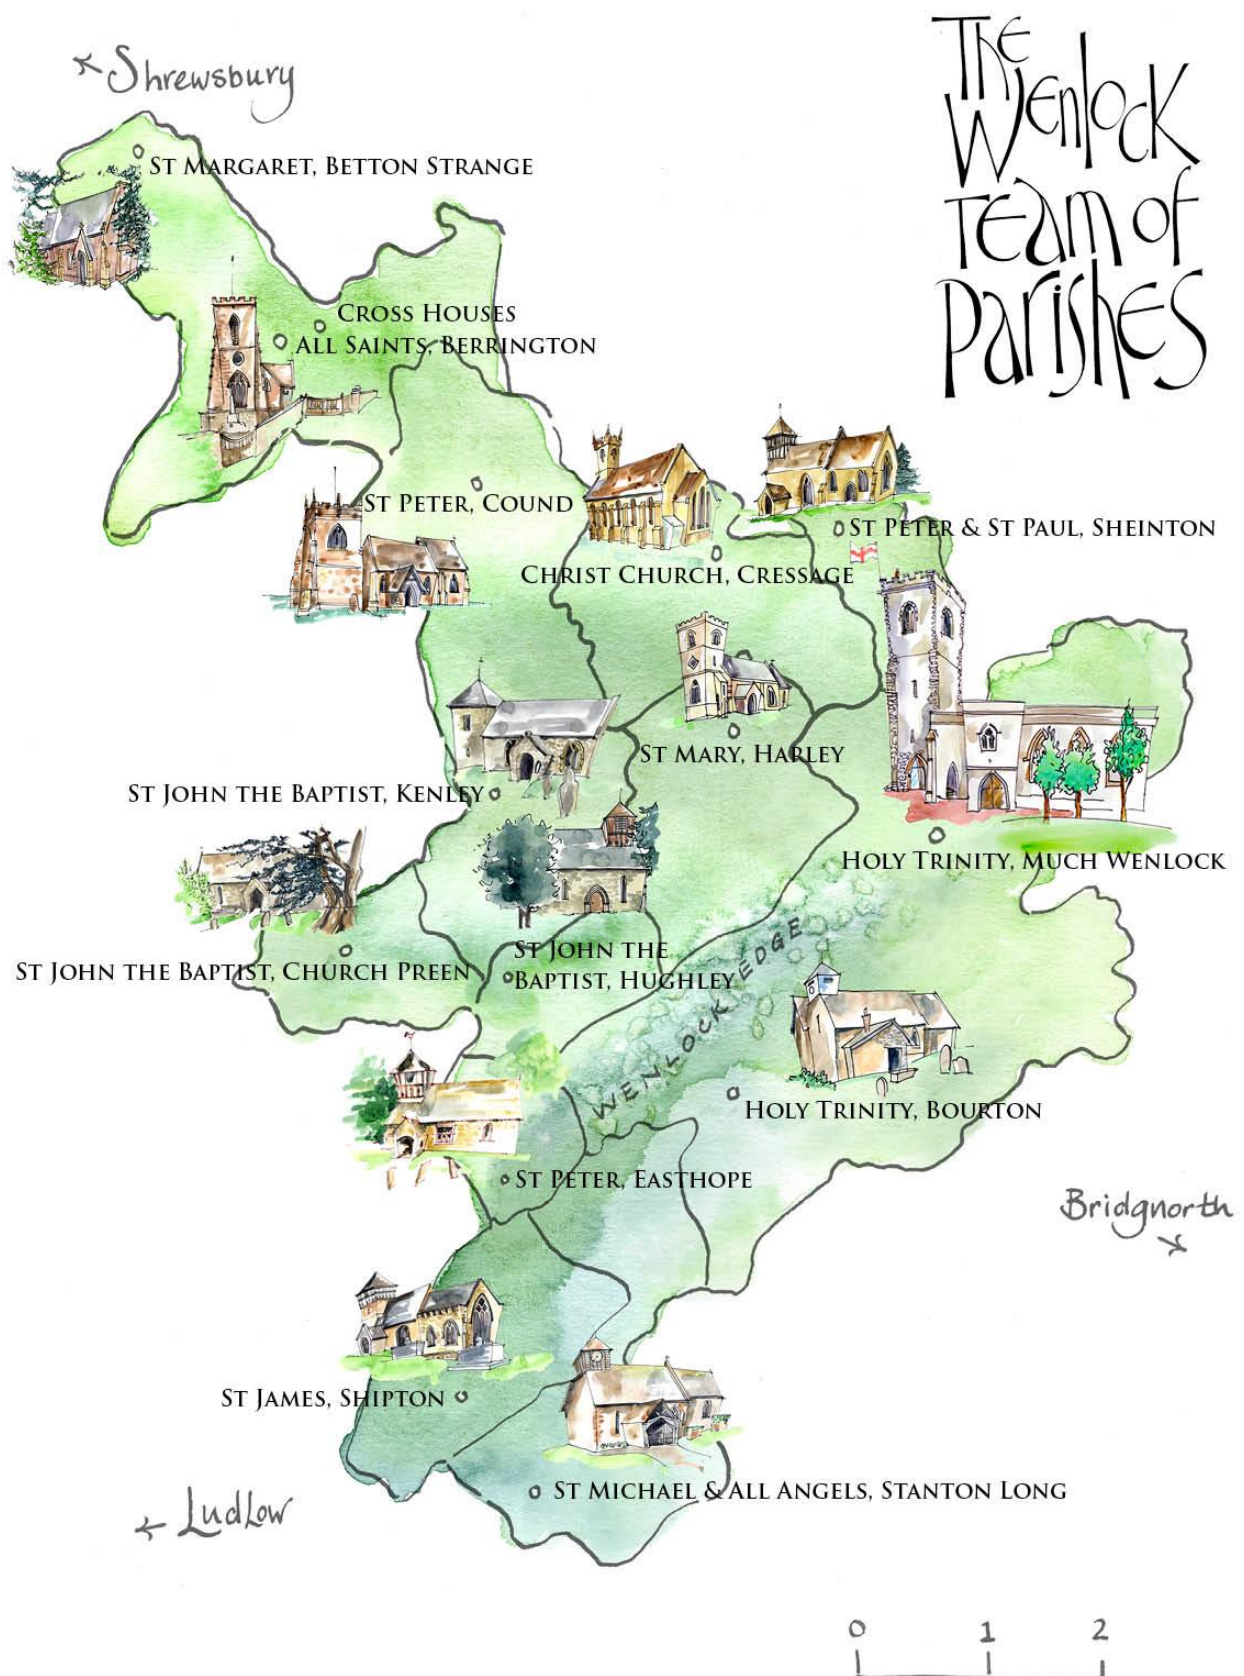 The
Wenlock
Team of
Parishes
Shrewsbury
ST MARGARET, BETTON STRANGE
CROSS HOUSES
ALL SAINTS, BERRINGTON
ST PETER, COUND
ST PETER & ST PAUL, SHEINTON
CHRIST CHURCH, CRESSAGE
ST MARY, HARLEY
ST JOHN THE BAPTIST, KENLEY
HOLY TRINITY, MUCH WENLOCK
ST JOHN THE
BAPTIST, HUGHLEY
ST JOHN THE BAPTIST, CHURCH PREEN
WENLOCK EDGE
HOLY TRINITY, BOURTON
ST PETER, EASTHOPE
Bridgnorth
ST JAMES, SHIPTON
ST MICHAEL & ALL ANGELS, STANTON LONG
Ludlow
0 1 2